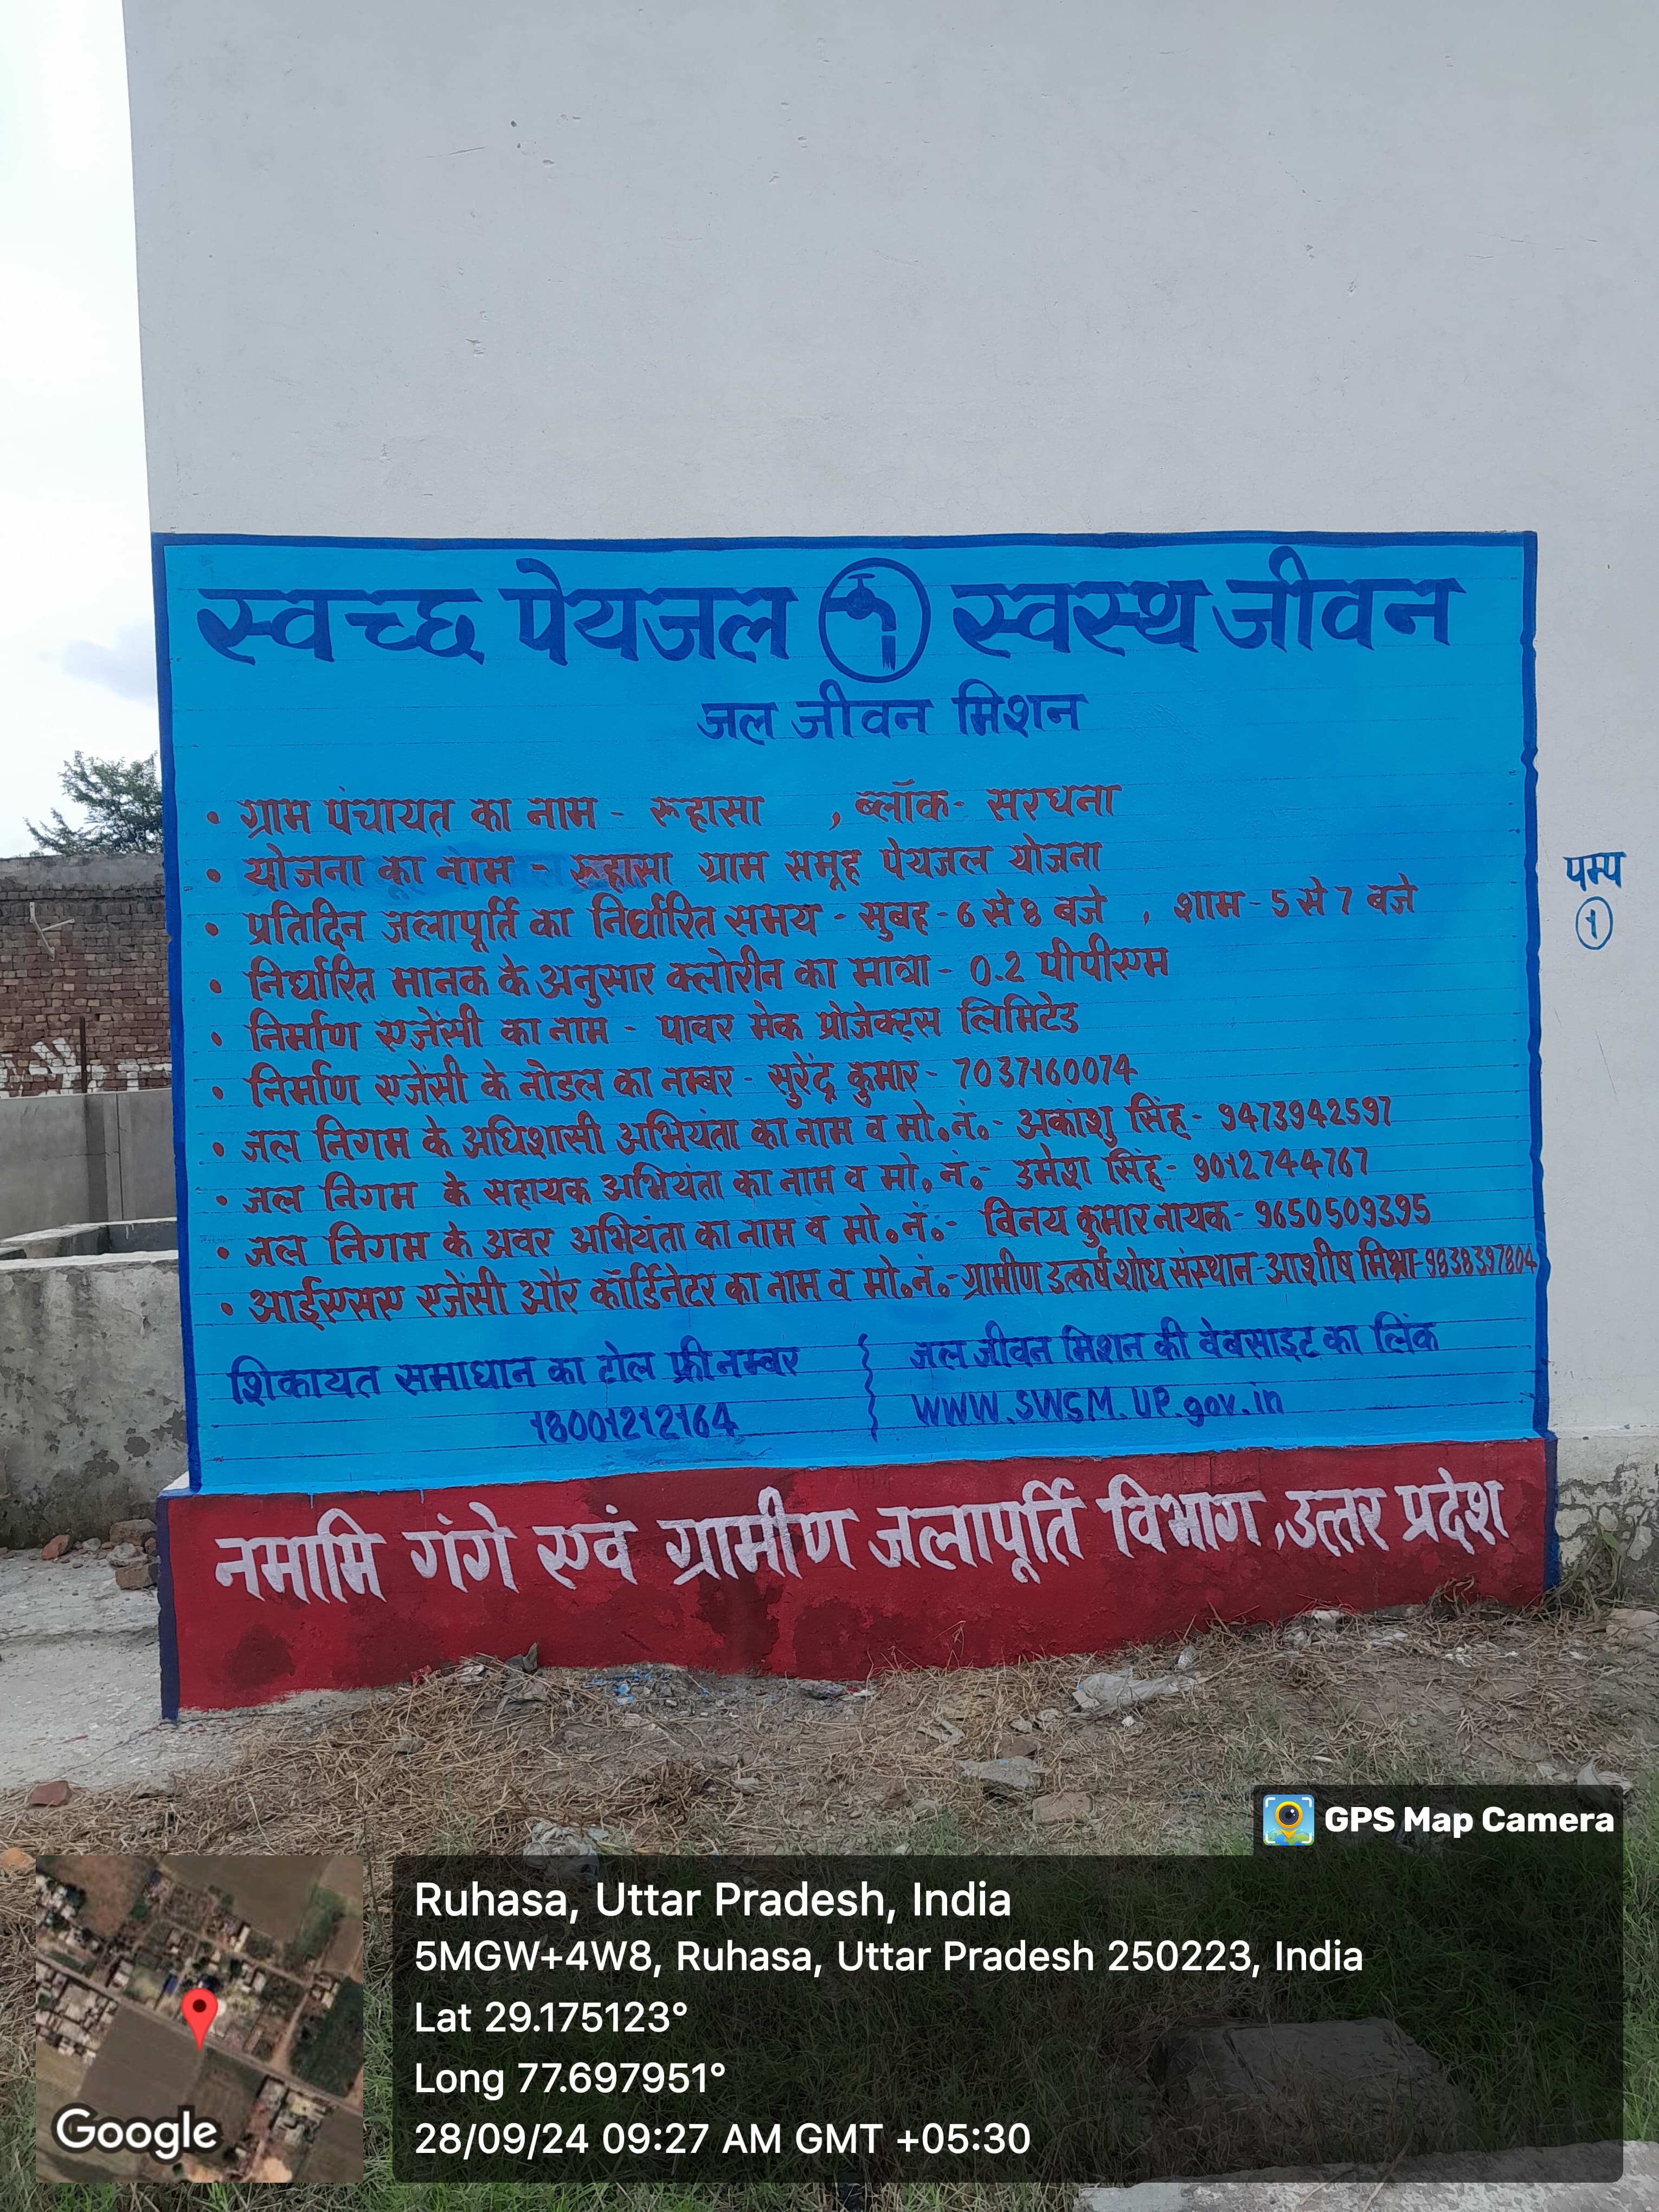 स्वच्छ पेयजल स्वस्थ जीवन
जल जीवन मिशन
• ग्राम पंचायत का नाम - रूहासा , ब्लॉक - सरधना
• योजना का नाम - रूहासा ग्राम समूह पेयजल योजना
• प्रतिदिन जलापूर्ति का निर्धारित समय - सुबह - 6 से 8 बजे , शाम - 5 से 7 बजे
• निर्धारित मानक के अनुसार क्लोरीन का मात्रा - 0.2 पीपीएम
• निर्माण एजेंसी का नाम - पावर मेक प्रोजेक्ट्स लिमिटेड
• निर्माण एजेंसी के नोडल का नम्बर - सुरेंद्र कुमार - 7037160074
• जल निगम के अधिशासी अभियंता का नाम व मो.नं. - अकांशु सिंह - 9473942597
• जल निगम के सहायक अभियंता का नाम व मो. नं. - उमेश सिंह - 9012744767
• जल निगम के अवर अभियंता का नाम व मो.नं. - विनय कुमार नायक - 9650509395
• आईएसए एजेंसी और कॉर्डिनेटर का नाम व मो.नं. - ग्रामीण उत्कर्ष शोध संस्थान - आशीष मिश्रा - 9838397804
शिकायत समाधान का टोल फ्री नम्बर
18001212164
जल जीवन मिशन की वेबसाइट का लिंक
WWW.SWSM.UP.gov.in
नमामि गंगे एवं ग्रामीण जलापूर्ति विभाग ,उत्तर प्रदेश
पम्प
1
GPS Map Camera
Google
Ruhasa, Uttar Pradesh, India
5MGW+4W8, Ruhasa, Uttar Pradesh 250223, India
Lat 29.175123°
Long 77.697951°
28/09/24 09:27 AM GMT +05:30